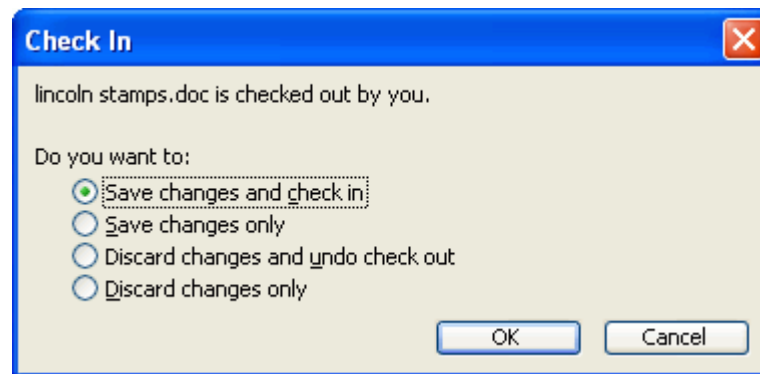 Check In
lincoln stamps.doc is checked out by you.
Do you want to:
Save changes and check in
Save changes only
Discard changes and undo check out
Discard changes only
OK Cancel